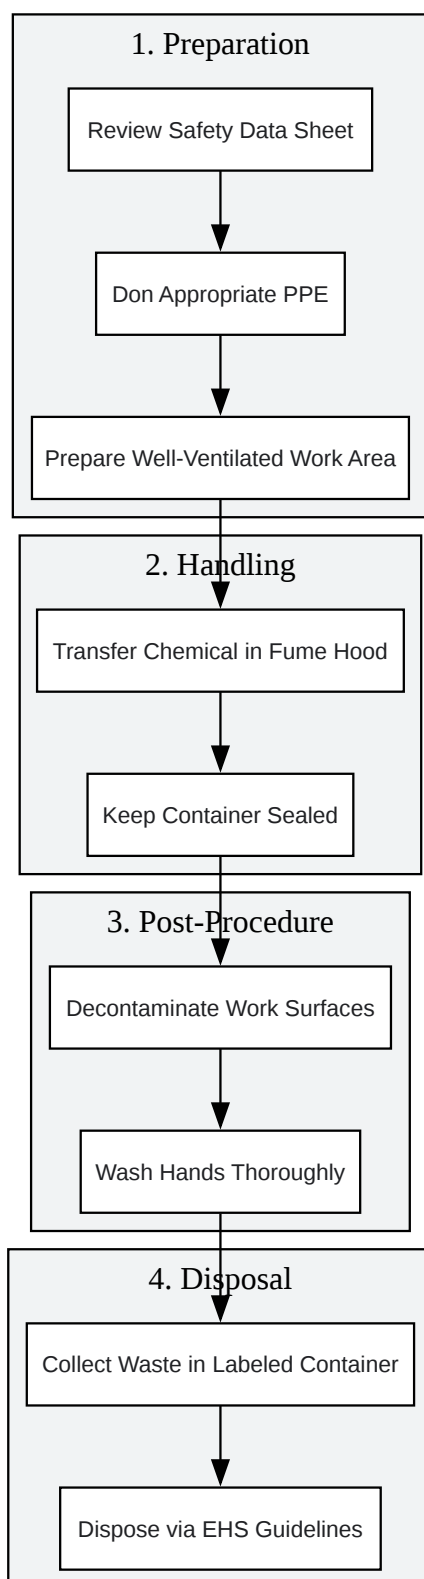 1. Preparation
Review Safety Data Sheet
Don Appropriate PPE
Prepare Well-Ventilated Work Area
2. Handling
Transfer Chemical in Fume Hood
Keep Container Sealed
3. Post-Procedure
Decontaminate Work Surfaces
Wash Hands Thoroughly
4. Disposal
Collect Waste in Labeled Container
Dispose via EHS Guidelines